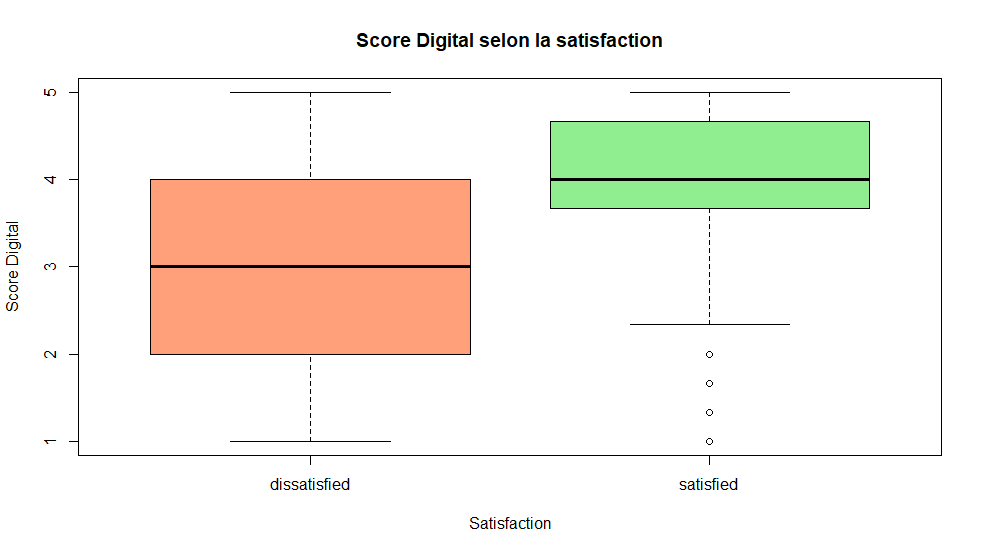 Score Digital selon la satisfaction
Score Digital
5
4
3
2
1
dissatisfied satisfied
Satisfaction